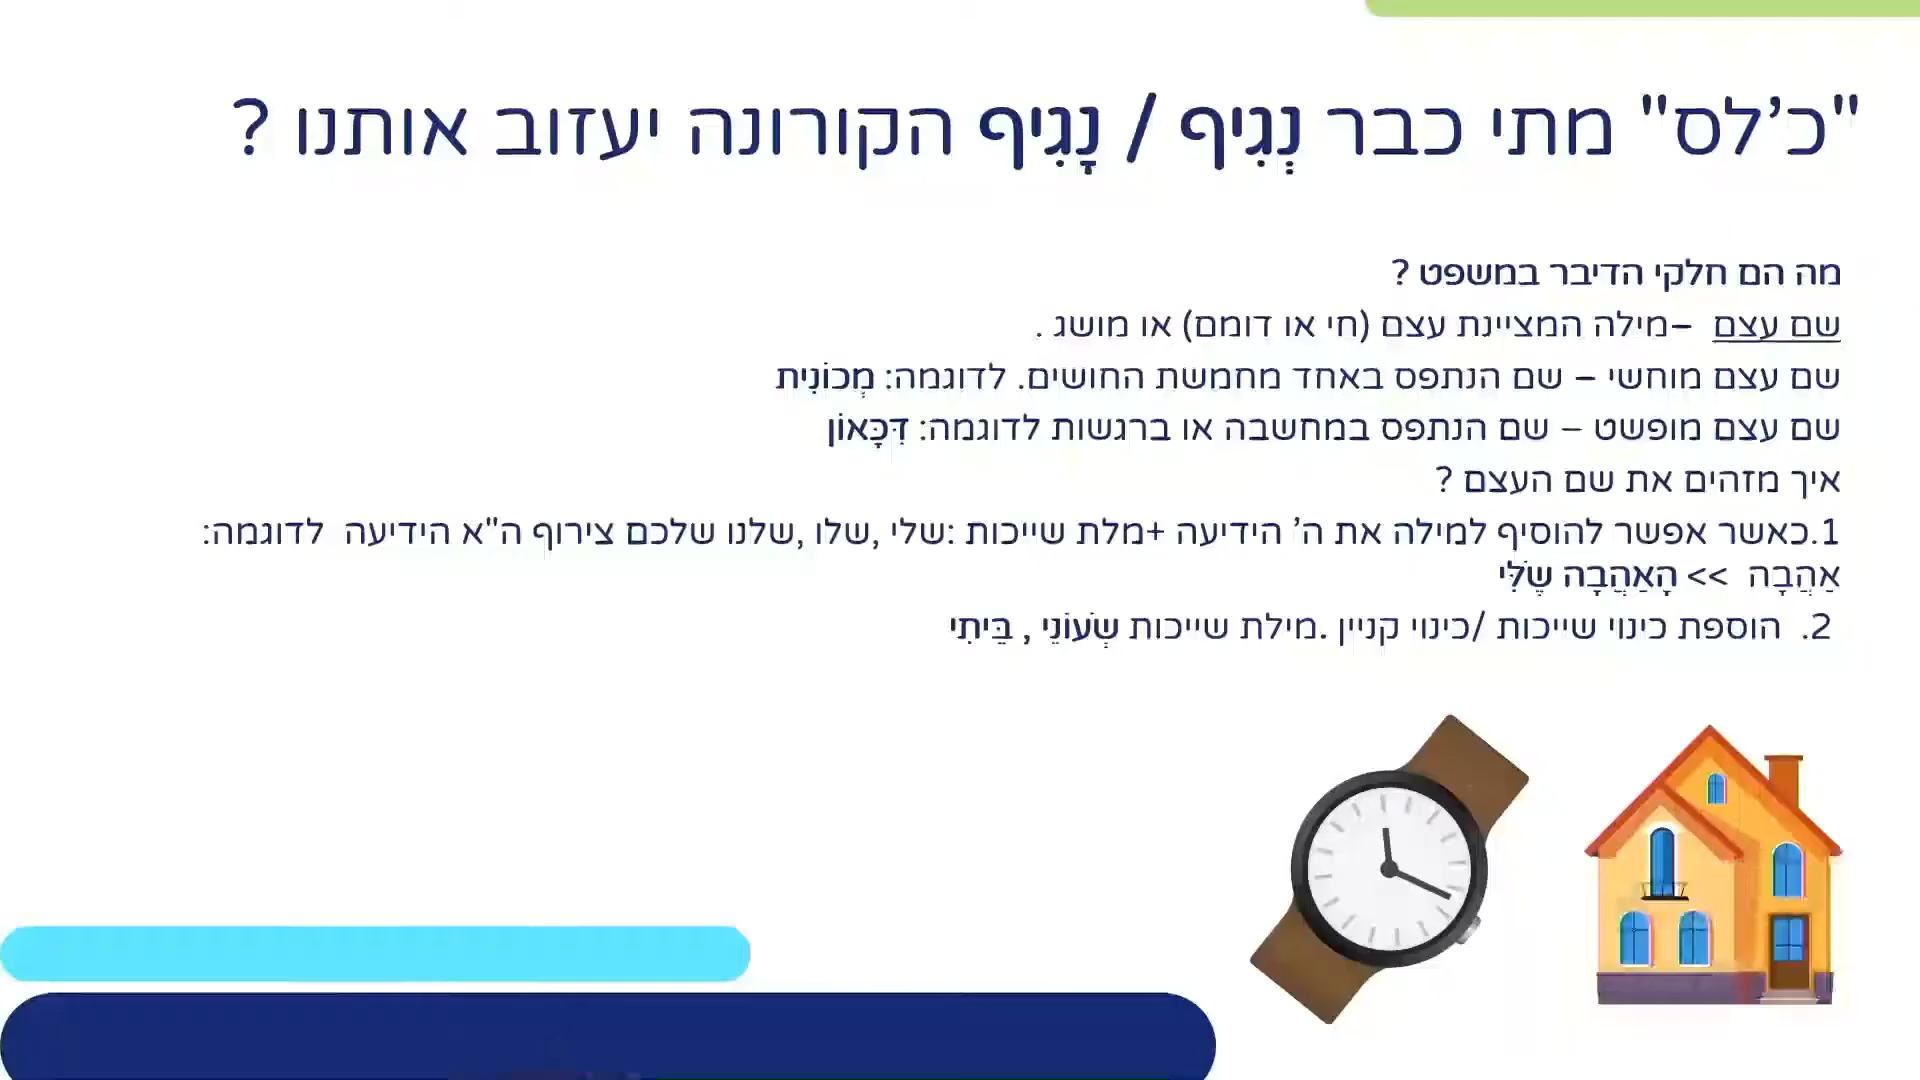 "כ'לס" מתי כבר נְגִיף / נָגִיף הקורונה יעזוב אותנו ?
מה הם חלקי הדיבר במשפט ?
שם עצם –מילה המציינת עצם (חי או דומם) או מושג .
שם עצם מוחשי – שם הנתפס באחד מחמשת החושים. לדוגמה: מְכוֹנִית
שם עצם מופשט – שם הנתפס במחשבה או ברגשות לדוגמה: דִּכָּאוֹן
איך מזהים את שם העצם ?
1.כאשר אפשר להוסיף למילה את ה' הידיעה +מלת שייכות :שלי ,שלו ,שלנו שלכם צירוף ה"א הידיעה לדוגמה:
אַהֲבָה >> הָאַהֲבָה שֶׁלִּי
2. הוספת כינוי שייכות /כינוי קניין .מילת שייכות שְׁעוֹנִי , בֵּיתִי